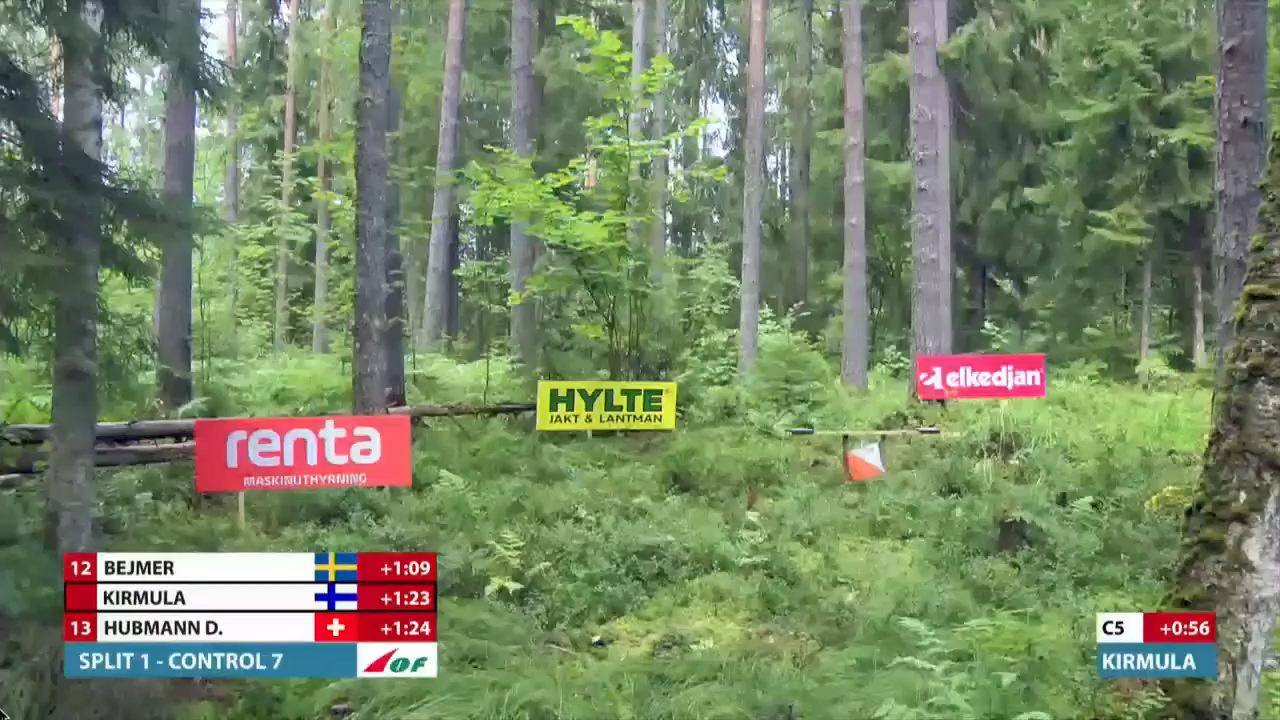 elkedjan
HYLTE
JAKT & LANTMAN
renta
MASKINUTHYRNING
12 BEJMER +1:09
KIRMULA +1:23
13 HUBMANN D. +1:24
SPLIT 1 - CONTROL 7 IOF
C5 +0:56
KIRMULA